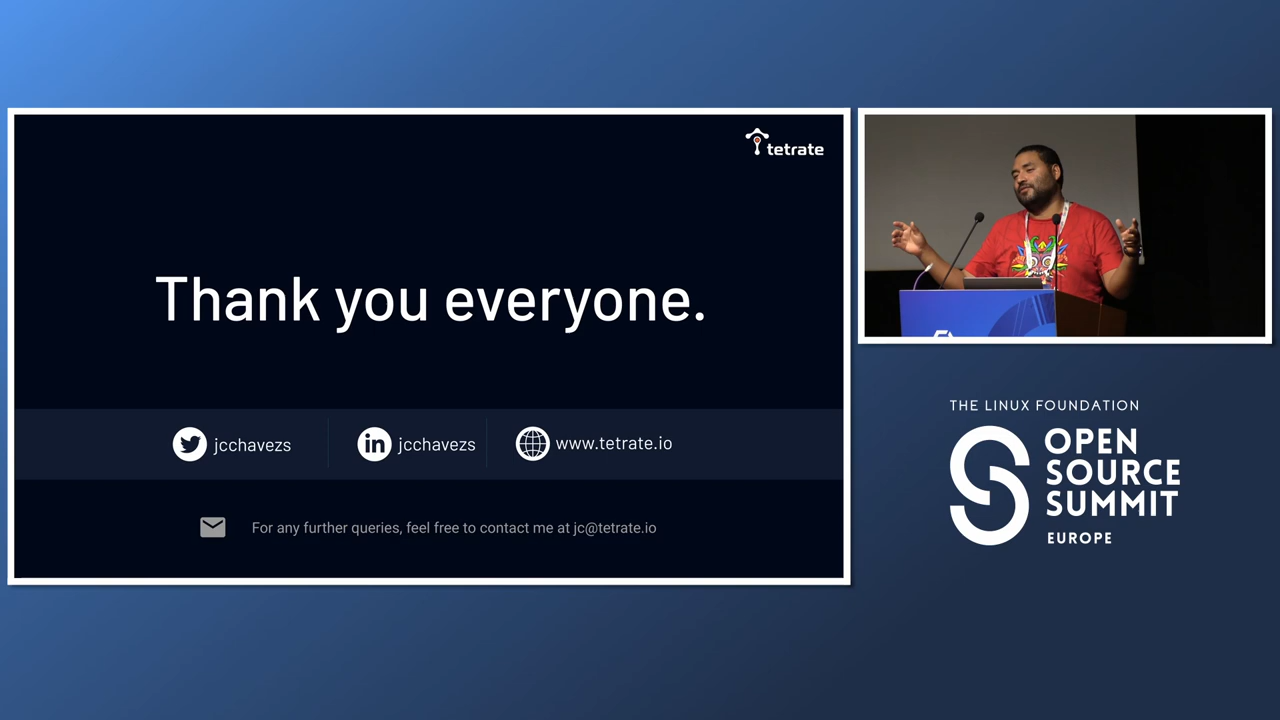 tetrate
Thank you everyone.
jcchavezs
jcchavezs
www.tetrate.io
For any further queries, feel free to contact me at jc@tetrate.io
THE LINUX FOUNDATION
OPEN
SOURCE
SUMMIT
EUROPE